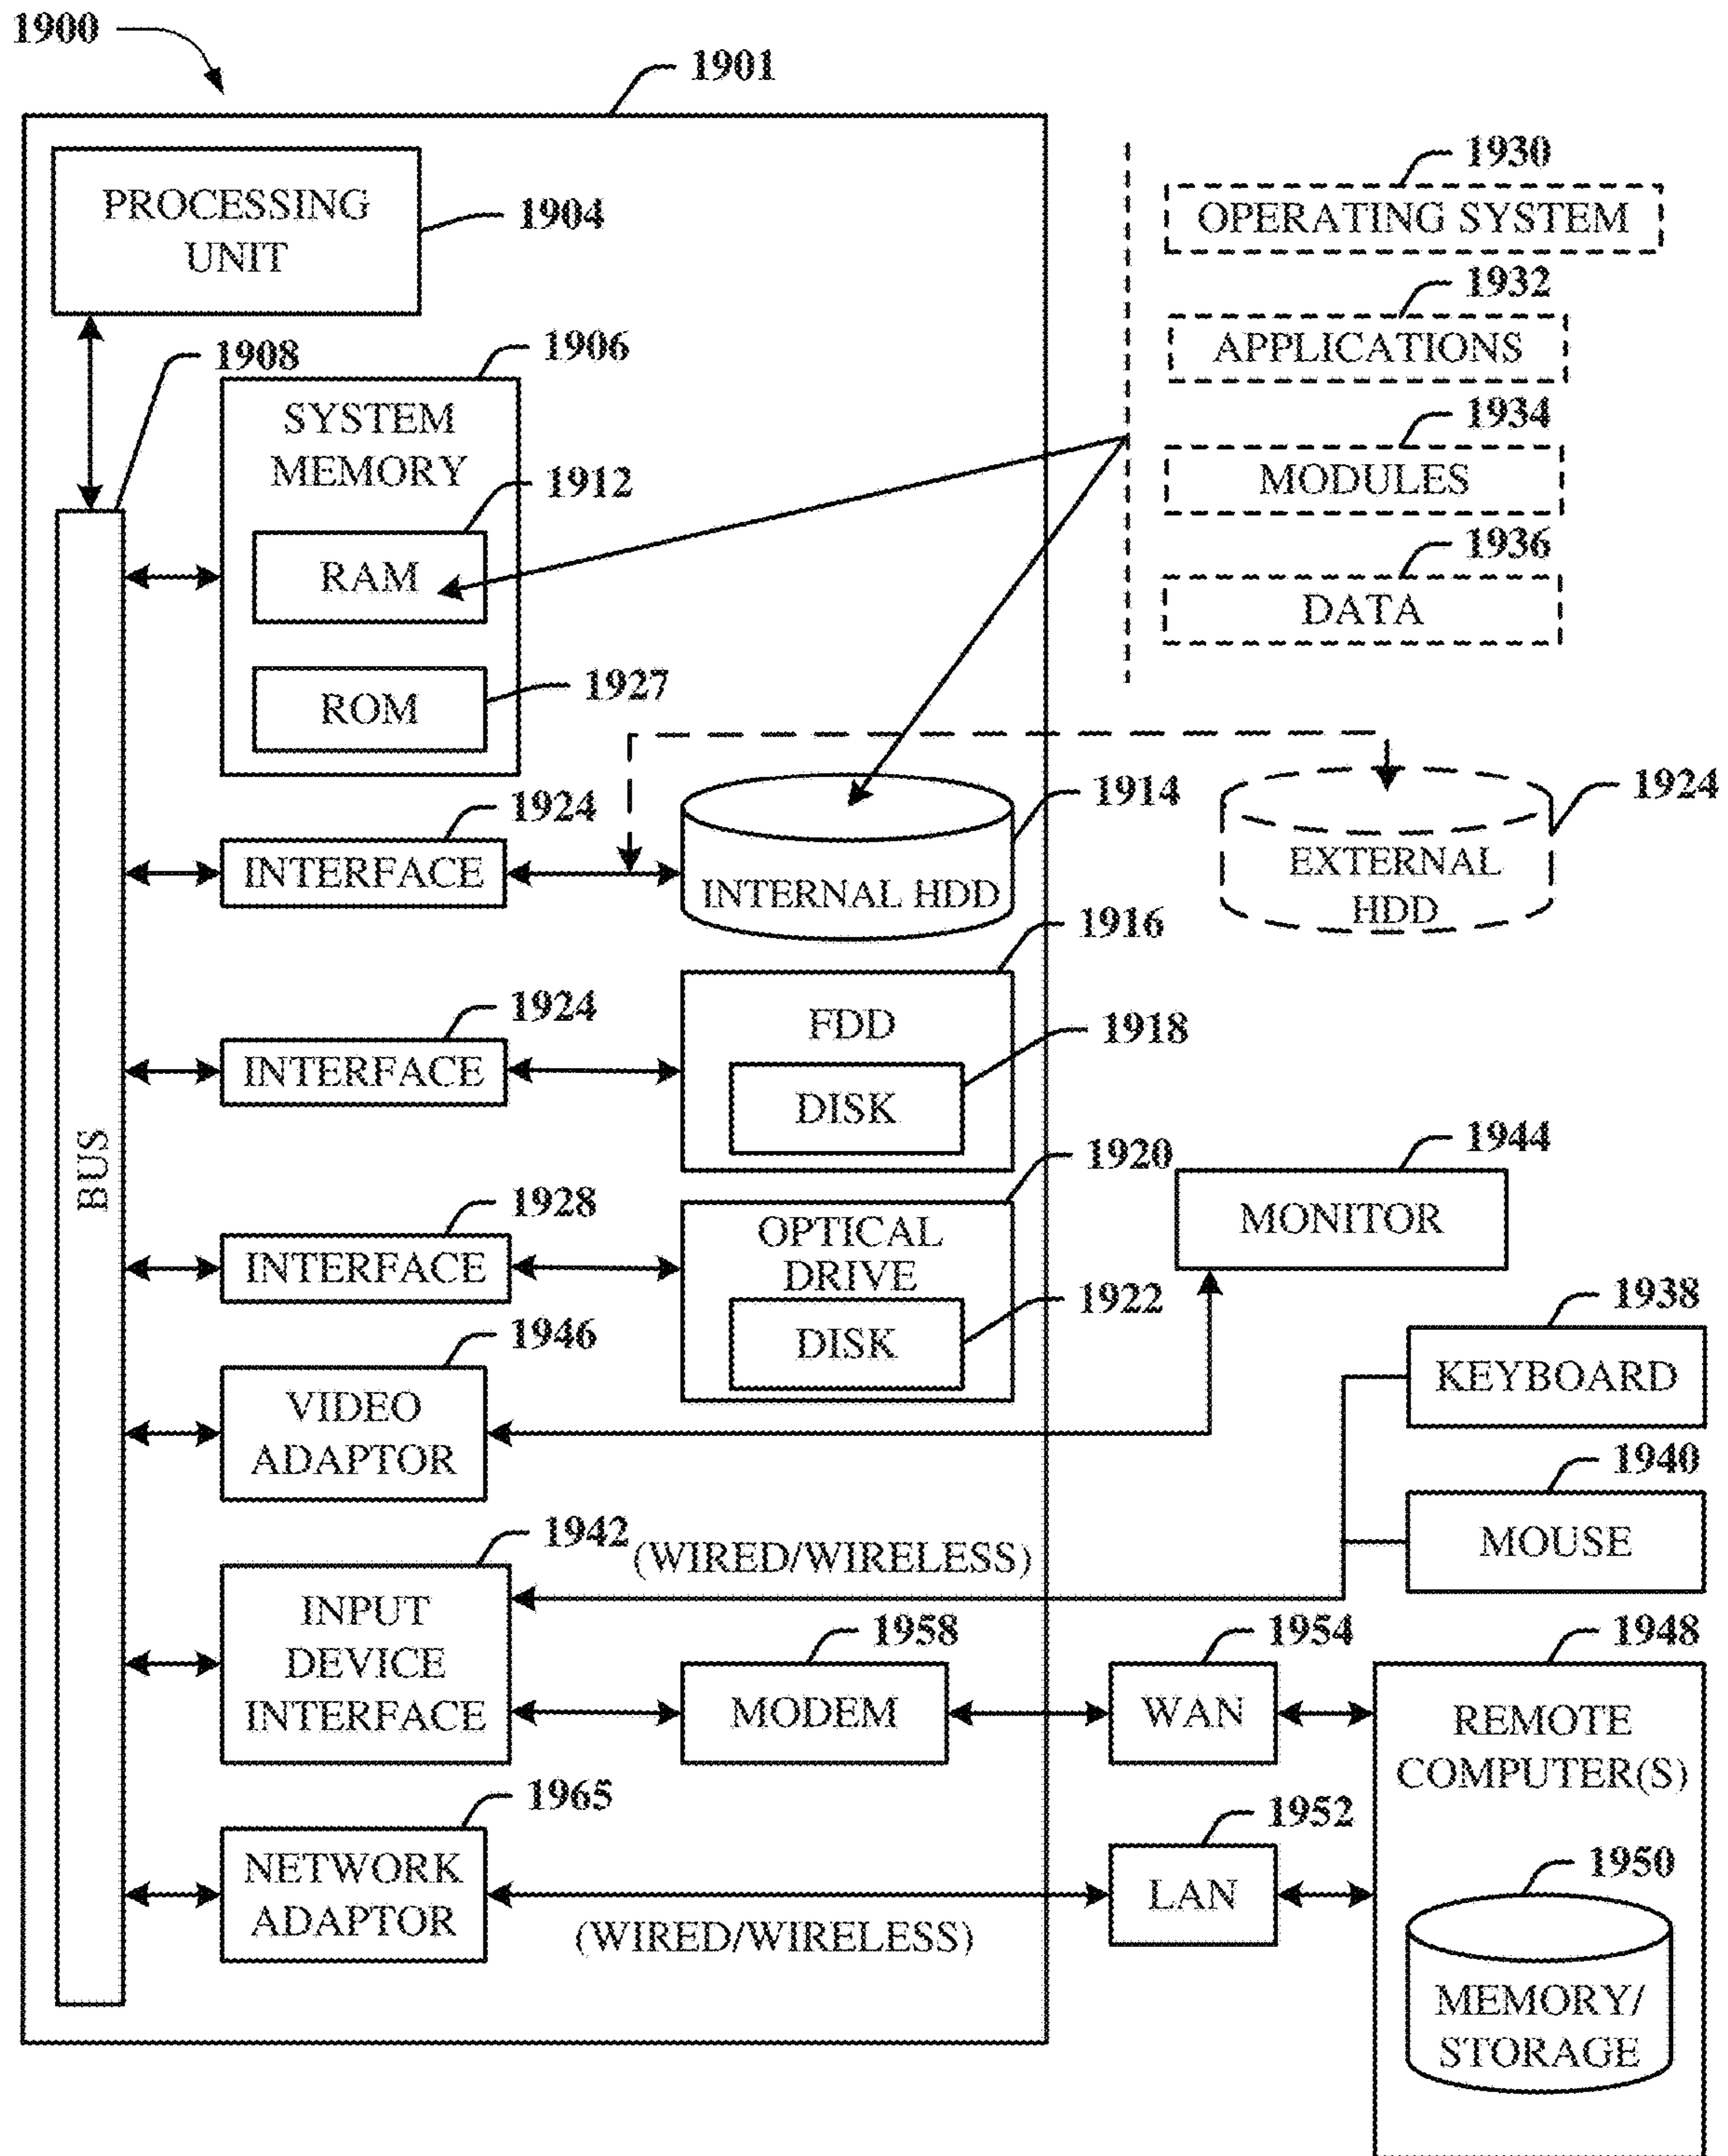 1900
1901
PROCESSING
UNIT
1904
1930
OPERATING SYSTEM
1932
APPLICATIONS
1934
MODULES
1936
DATA
1908
1906
SYSTEM
MEMORY
1912
RAM
1927
ROM
1924
INTERFACE
1914
INTERNAL HDD
1924
EXTERNAL
HDD
1924
INTERFACE
1916
FDD
1918
DISK
BUS
1928
INTERFACE
1920
OPTICAL
DRIVE
1922
DISK
1944
MONITOR
1946
VIDEO
ADAPTOR
1938
KEYBOARD
1940
MOUSE
1942
(WIRED/WIRELESS)
INPUT
DEVICE
INTERFACE
1958
MODEM
1954
WAN
1948
REMOTE
COMPUTER(S)
1965
NETWORK
ADAPTOR
(WIRED/WIRELESS)
1952
LAN
1950
MEMORY/
STORAGE